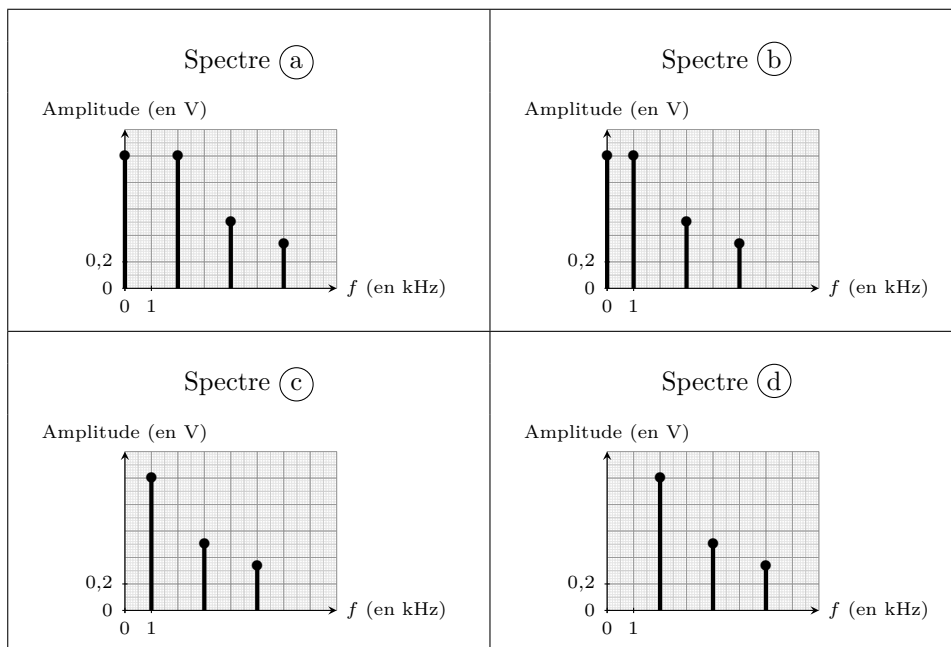 Spectre a
Amplitude (en V)
0,2
0
f (en kHz)
0 1
Spectre b
Amplitude (en V)
0,2
0
f (en kHz)
0 1
Spectre c
Amplitude (en V)
0,2
0
f (en kHz)
0 1
Spectre d
Amplitude (en V)
0,2
0
f (en kHz)
0 1